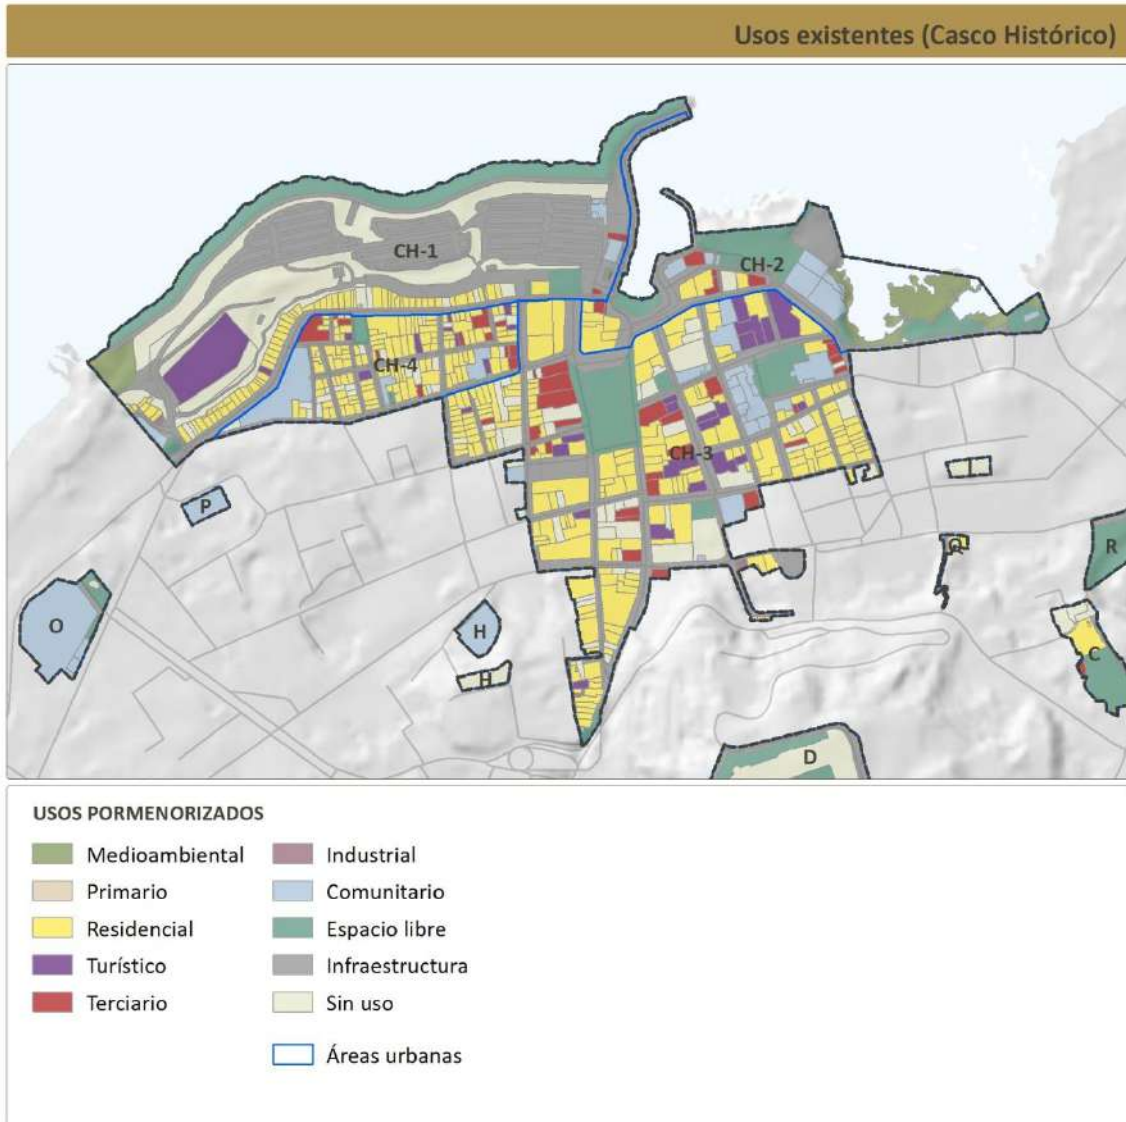 Usos existentes (Casco Histórico)
CH-1
CH-2
CH-4
CH-3
P
I
Q
R
O
H
H
C
D
USOS PORMENORIZADOS
Medioambiental
Industrial
Primario
Comunitario
Residencial
Espacio libre
Turístico
Infraestructura
Terciario
Sin uso
Áreas urbanas